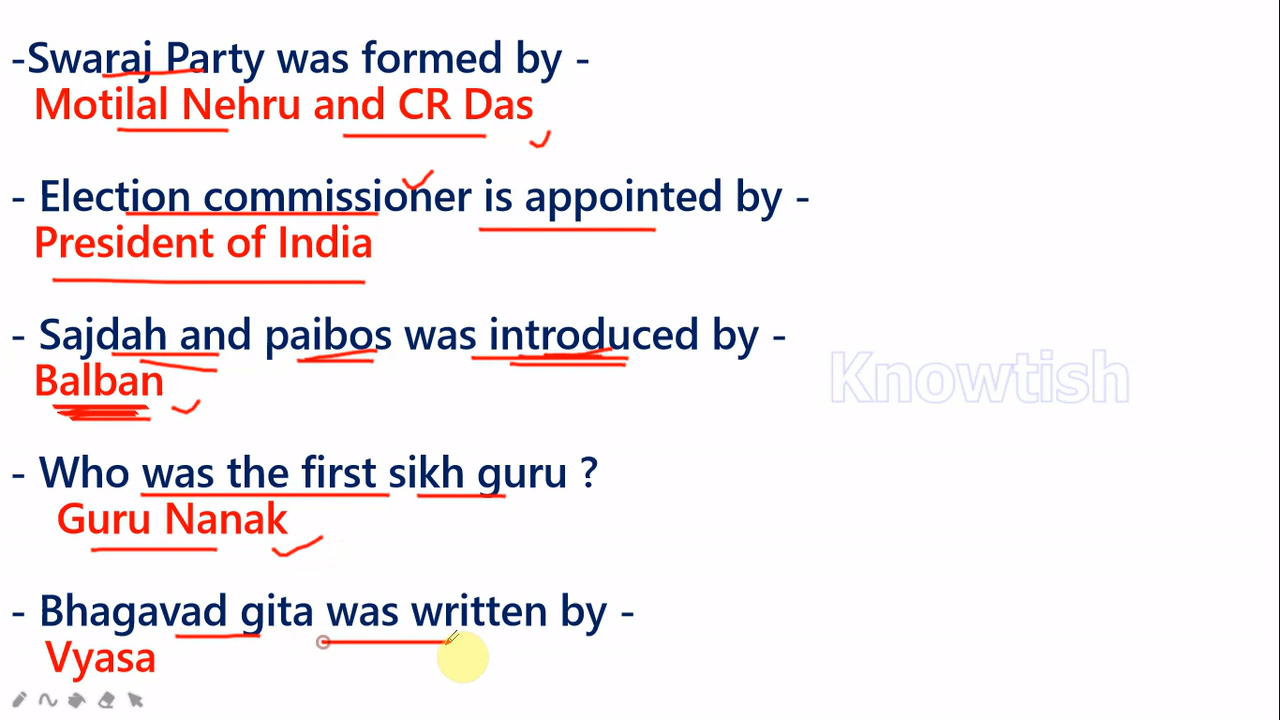 -Swaraj Party was formed by -
Motilal Nehru and CR Das
- Election commissioner is appointed by -
President of India
- Sajdah and paibos was introduced by -
Balban
Knowtish
- Who was the first sikh guru ?
Guru Nanak
- Bhagavad gita was written by -
Vyasa